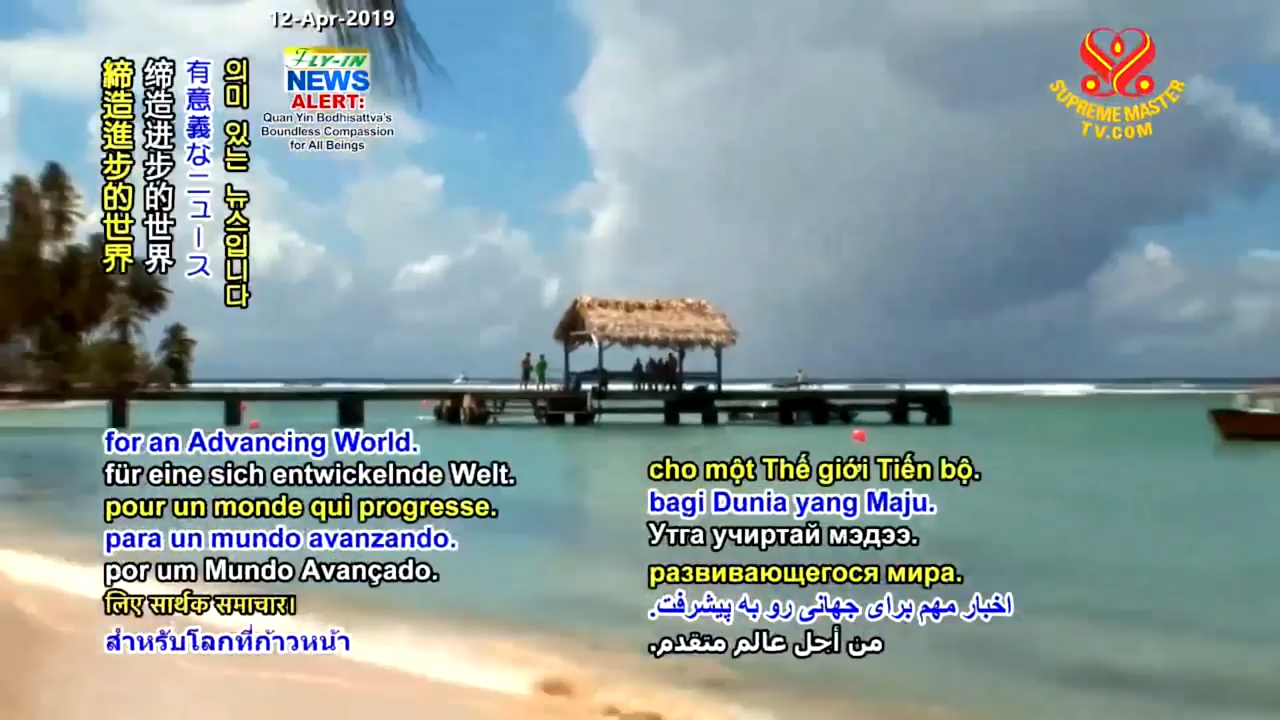 12-Apr-2019
FLY-IN
NEWS
ALERT:
Quan Yin Bodhisattva's
Boundless Compassion
for All Beings
SUPREME MASTER
TV.COM
締造進步的世界
缔造进步的世界
有意義なニュース
의미 있는 뉴스입니다
for an Advancing World.
für eine sich entwickelnde Welt.
pour un monde qui progresse.
para un mundo avanzando.
por um Mundo Avançado.
लिए सार्थक समाचार।
สำหรับโลกที่ก้าวหน้า
cho một Thế giới Tiến bộ.
bagi Dunia yang Maju.
Утга учиртай мэдээ.
развивающегося мира.
اخبار مهم برای جهانی رو به پیشرفت.
من أجل عالم متقدم.